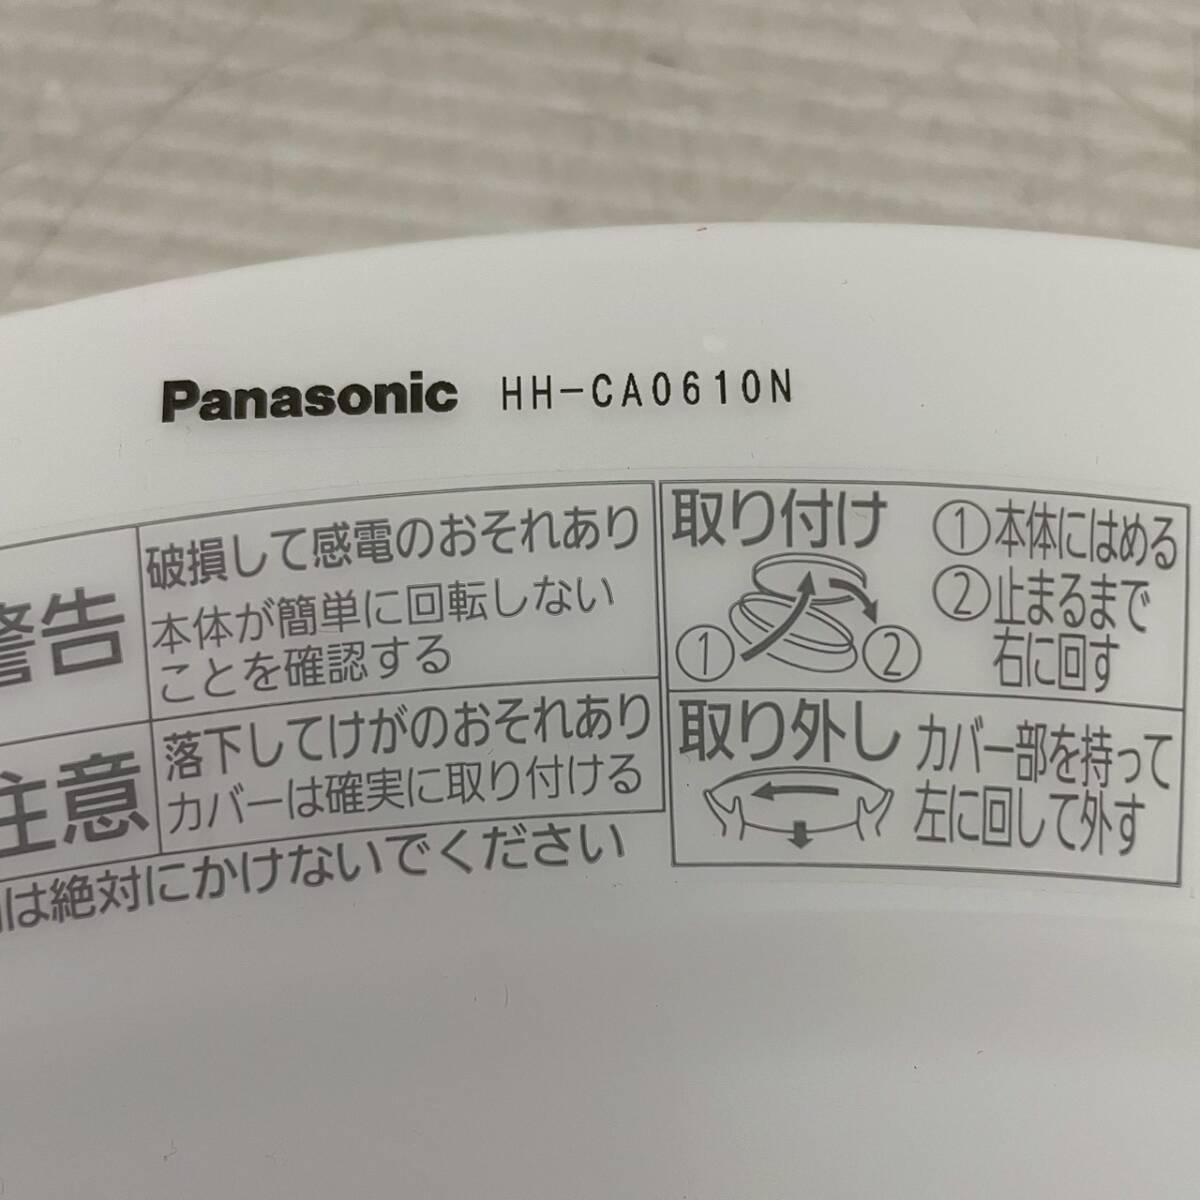 Panasonic HH-CA0610N
警告
破損して感電のおそれあり
本体が簡単に回転しない
ことを確認する
注意
落下してけがのおそれあり
カバーは確実に取り付ける
は絶対にかけないでください
取り付け
① ②
①本体にはめる
②止まるまで
右に回す
取り外し
カバー部を持って
左に回して外す